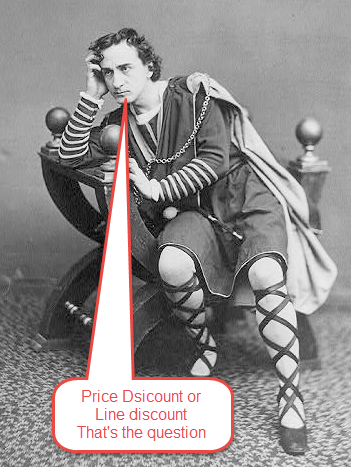 Price Dsicount or
Line discount
That's the question